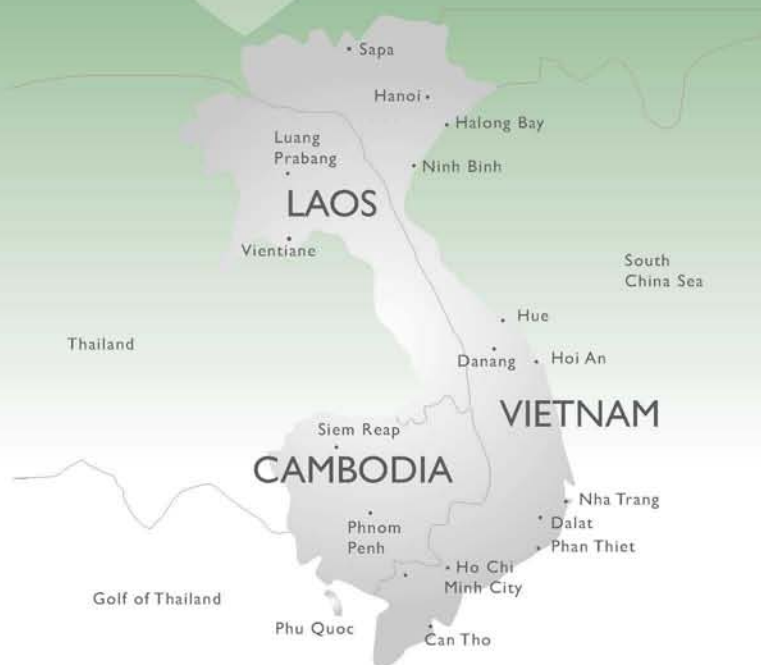 Sapa
Hanoi
Halong Bay
Luang
Prabang
Ninh Binh
LAOS
Vientiane
South
China Sea
Hue
Thailand
Danang
Hoi An
VIETNAM
Siem Reap
CAMBODIA
Nha Trang
Phnom
Penh
Dalat
Phan Thiet
Ho Chi
Minh City
Golf of Thailand
Phu Quoc
Can Tho